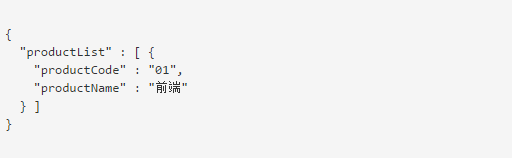 {
  "productList" : [ {
    "productCode" : "01",
    "productName" : "前端"
  } ]
}